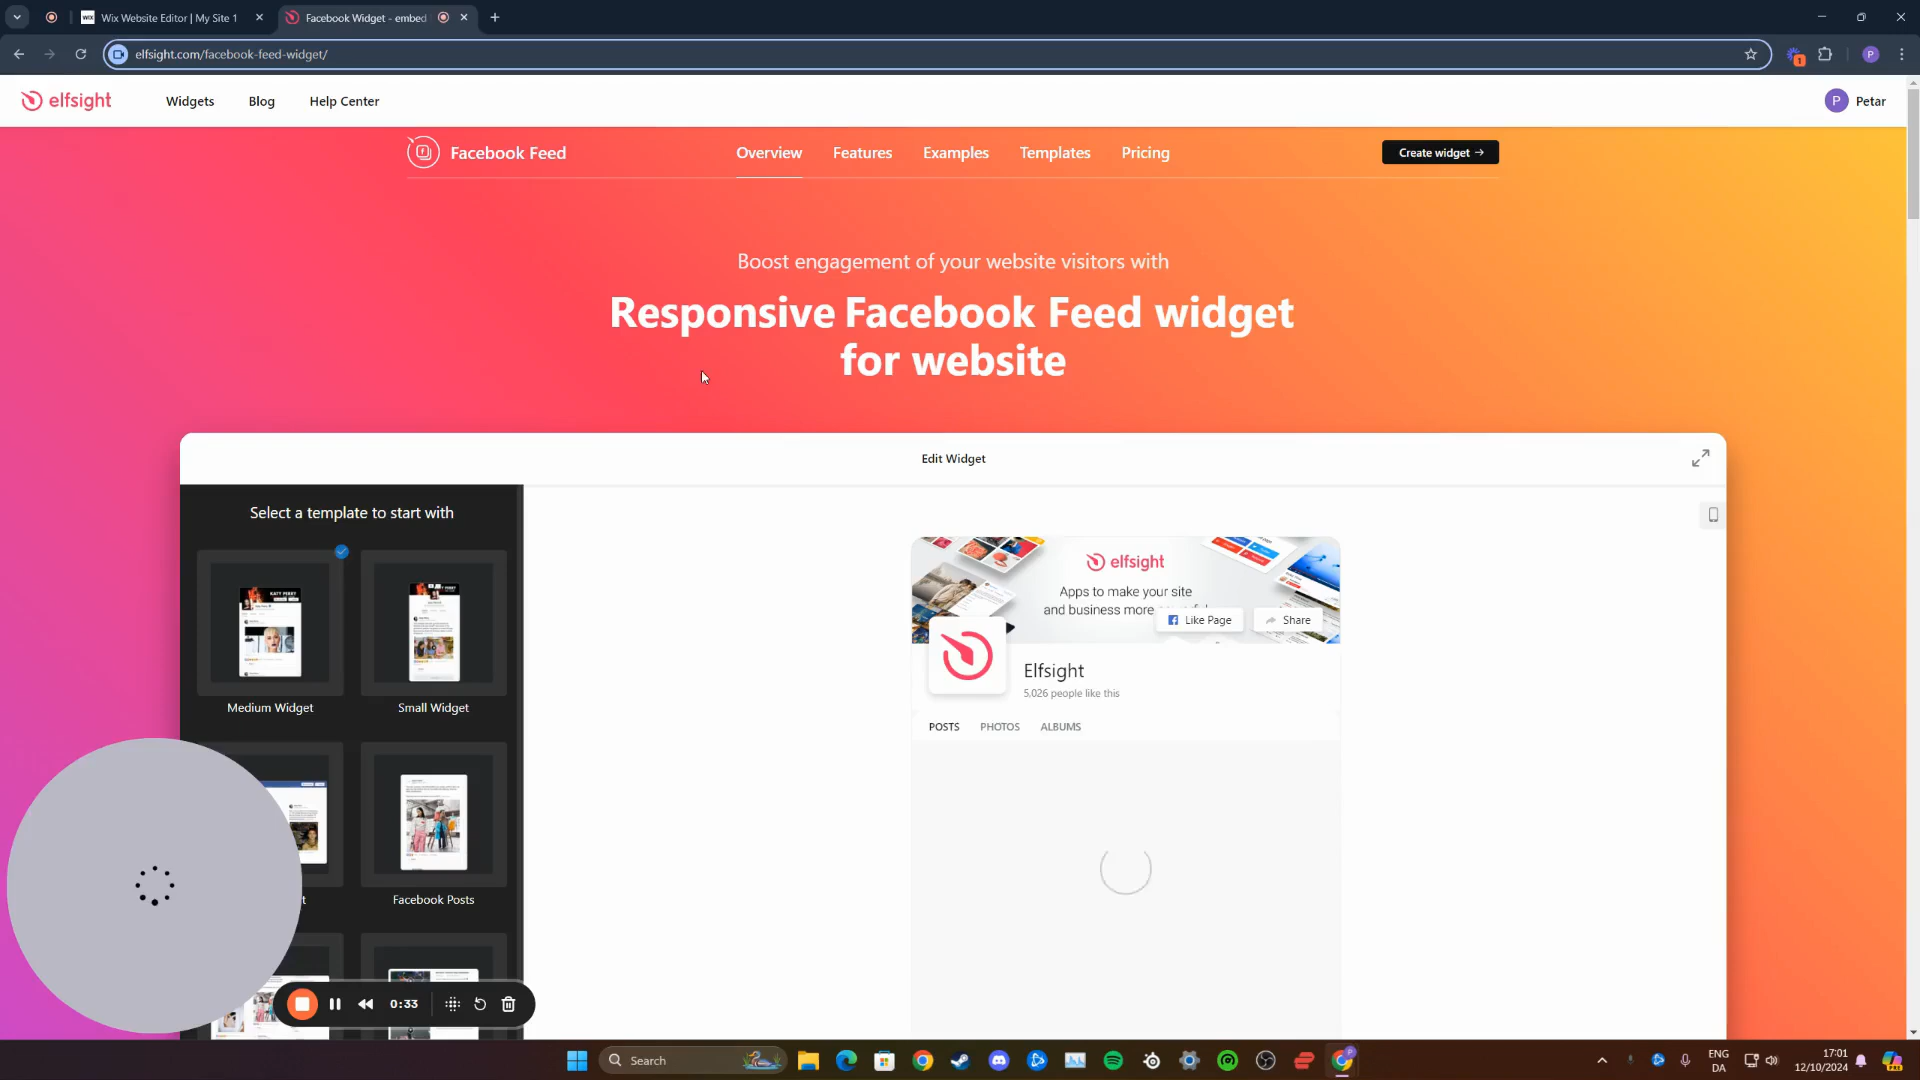 Wix Website Editor | My Site 1
Facebook Widget - embed
elfsight.com/facebook-feed-widget/
1
P
elfsight
Widgets
Blog
Help Center
P
Petar
Facebook Feed
Overview
Features
Examples
Templates
Pricing
Create widget →
Boost engagement of your website visitors with
Responsive Facebook Feed widget
for website
Edit Widget
Select a template to start with
KATY PERRY
Medium Widget
Small Widget
t
Facebook Posts
elfsight
Apps to make your site
and business more
Like Page
Share
Elfsight
5,026 people like this
POSTS
PHOTOS
ALBUMS
0:33
Search
ENG
DA
17:01
12/10/2024